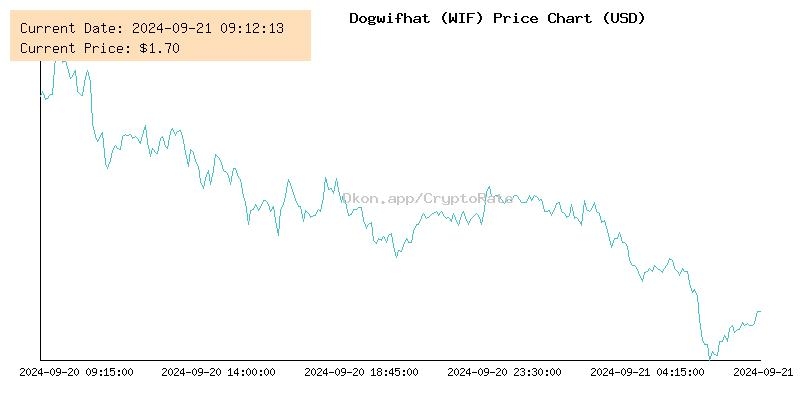 Dogwifhat (WIF) Price Chart (USD)
Current Date: 2024-09-21 09:12:13
Current Price: $1.70
Okon.app/CryptoRate
2024-09-20 09:15:00 2024-09-20 14:00:00 2024-09-20 18:45:00 2024-09-20 23:30:00 2024-09-21 04:15:00 2024-09-21